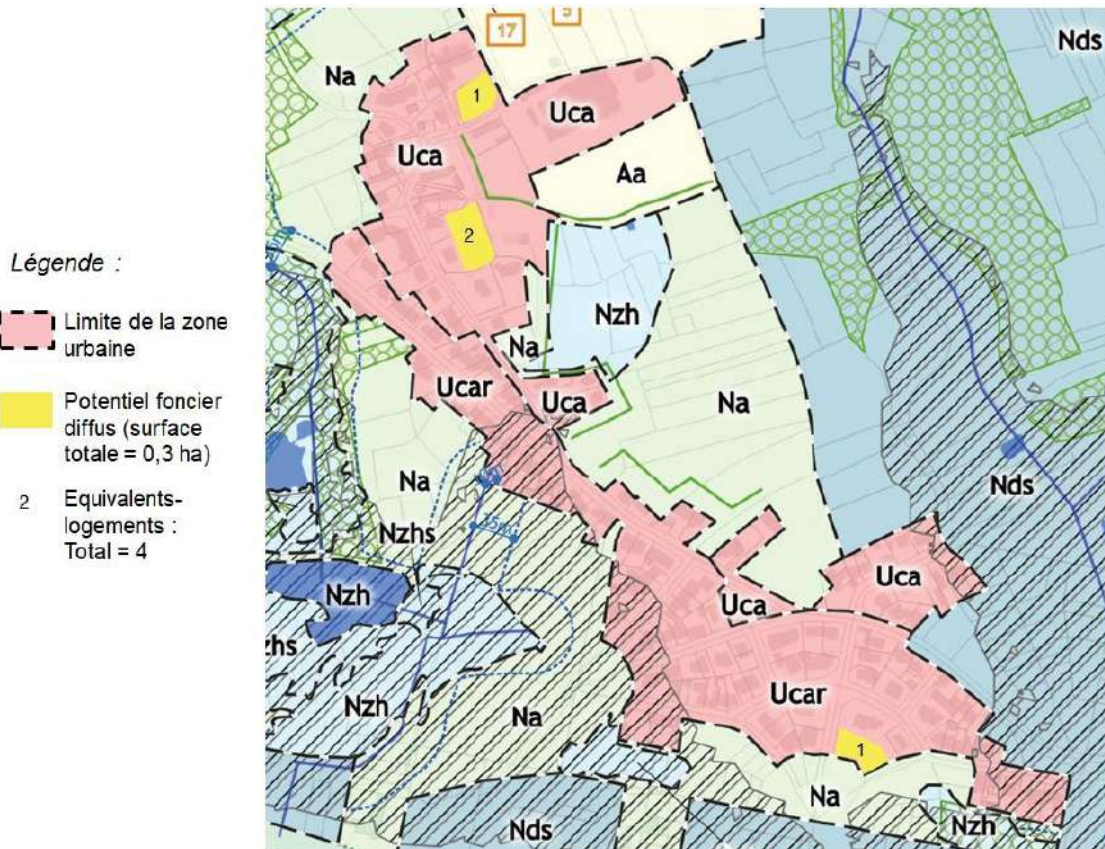 17
5
Nds
Na
1
Uca
Uca
Aa
2
Légende :
Limite de la zone
urbaine
Potentiel foncier
diffus (surface
totale = 0,3 ha)
2 Equivalents-
logements :
Total = 4
Nzh
Na
Ucar
Uca
Na
Na
Nds
Nzhs
15m
Uca
Nzh
Uca
zhs
Ucar
Nzh
Na
1
Na
Nds
Nzh